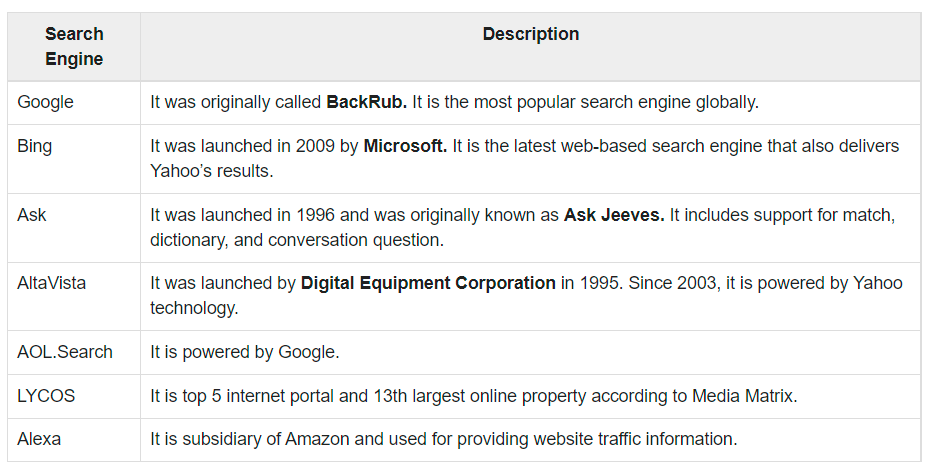 Search
Engine
Description
Google
It was originally called BackRub. It is the most popular search engine globally.
Bing
It was launched in 2009 by Microsoft. It is the latest web-based search engine that also delivers
Yahoo’s results.
Ask
It was launched in 1996 and was originally known as Ask Jeeves. It includes support for match,
dictionary, and conversation question.
AltaVista
It was launched by Digital Equipment Corporation in 1995. Since 2003, it is powered by Yahoo
technology.
AOL.Search
It is powered by Google.
LYCOS
It is top 5 internet portal and 13th largest online property according to Media Matrix.
Alexa
It is subsidiary of Amazon and used for providing website traffic information.